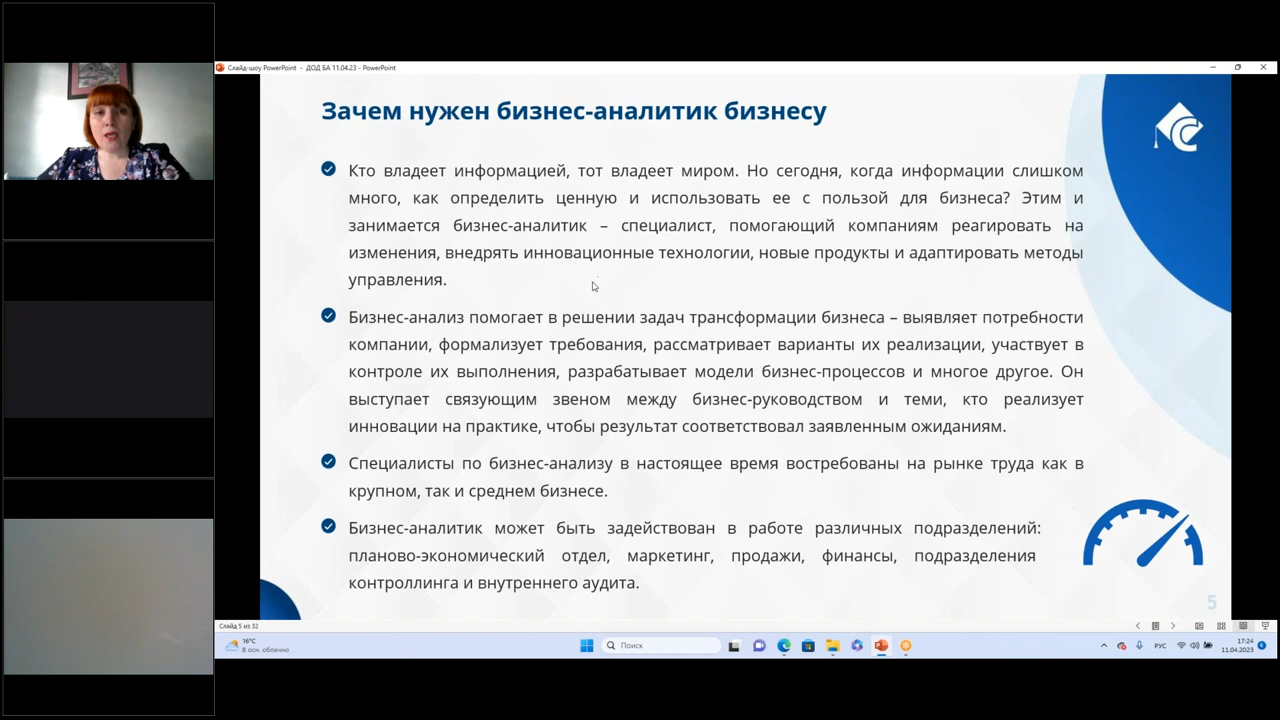 Слайд-шоу PowerPoint - ДОД БА 11.04.23 - PowerPoint
Зачем нужен бизнес-аналитик бизнесу
Кто владеет информацией, тот владеет миром. Но сегодня, когда информации слишком
много, как определить ценную и использовать ее с пользой для бизнеса? Этим и
занимается бизнес-аналитик – специалист, помогающий компаниям реагировать на
изменения, внедрять инновационные технологии, новые продукты и адаптировать методы
управления.
Бизнес-анализ помогает в решении задач трансформации бизнеса – выявляет потребности
компании, формализует требования, рассматривает варианты их реализации, участвует в
контроле их выполнения, разрабатывает модели бизнес-процессов и многое другое. Он
выступает связующим звеном между бизнес-руководством и теми, кто реализует
инновации на практике, чтобы результат соответствовал заявленным ожиданиям.
Специалисты по бизнес-анализу в настоящее время востребованы на рынке труда как в
крупном, так и среднем бизнесе.
Бизнес-аналитик может быть задействован в работе различных подразделений:
планово-экономический отдел, маркетинг, продажи, финансы, подразделения
контроллинга и внутреннего аудита.
5
Слайд 5 из 32
16°C
В осн. облачно
Поиск
РУС
17:24
11.04.2023